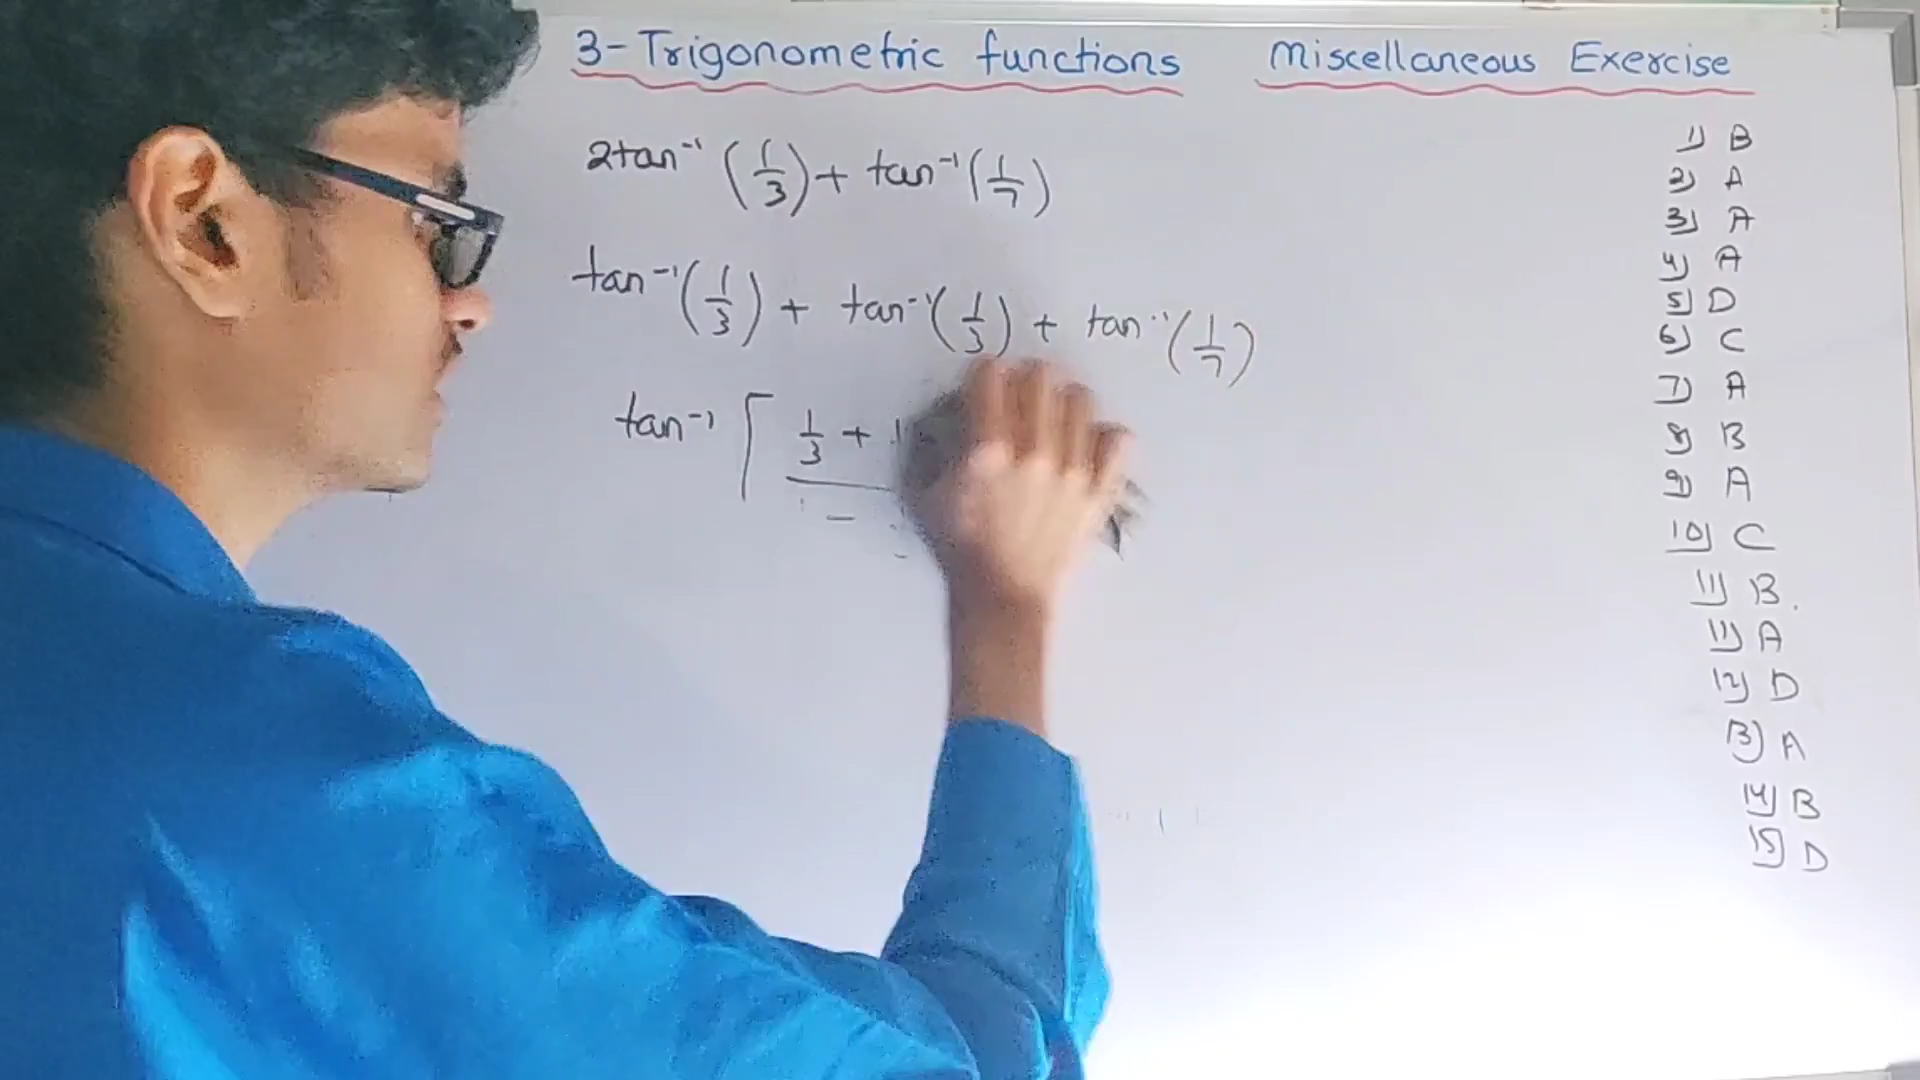 3-Trigonometric functions Miscellaneous Exercise
2tan⁻¹ (1/3) + tan⁻¹ (1/7)
tan⁻¹ (1/3) + tan⁻¹ (1/3) + tan⁻¹ (1/7)
tan⁻¹ [ 1/3 +
1 -
1) B
2) A
3) A
4) A
5) D
6) C
7) A
8) B
9) A
10) C
11) B.
11) A
12) D
13) A
14) B
15) D